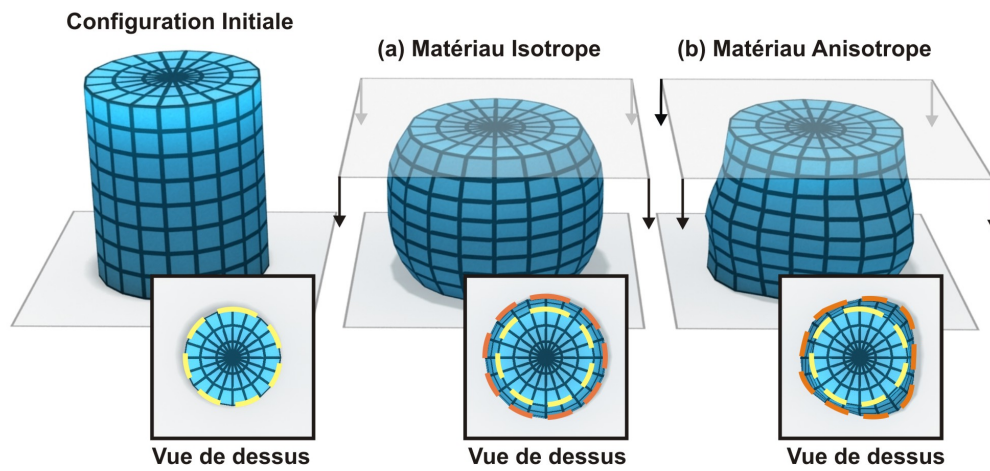 Configuration Initiale
(a) Matériau Isotrope
(b) Matériau Anisotrope
Vue de dessus
Vue de dessus
Vue de dessus